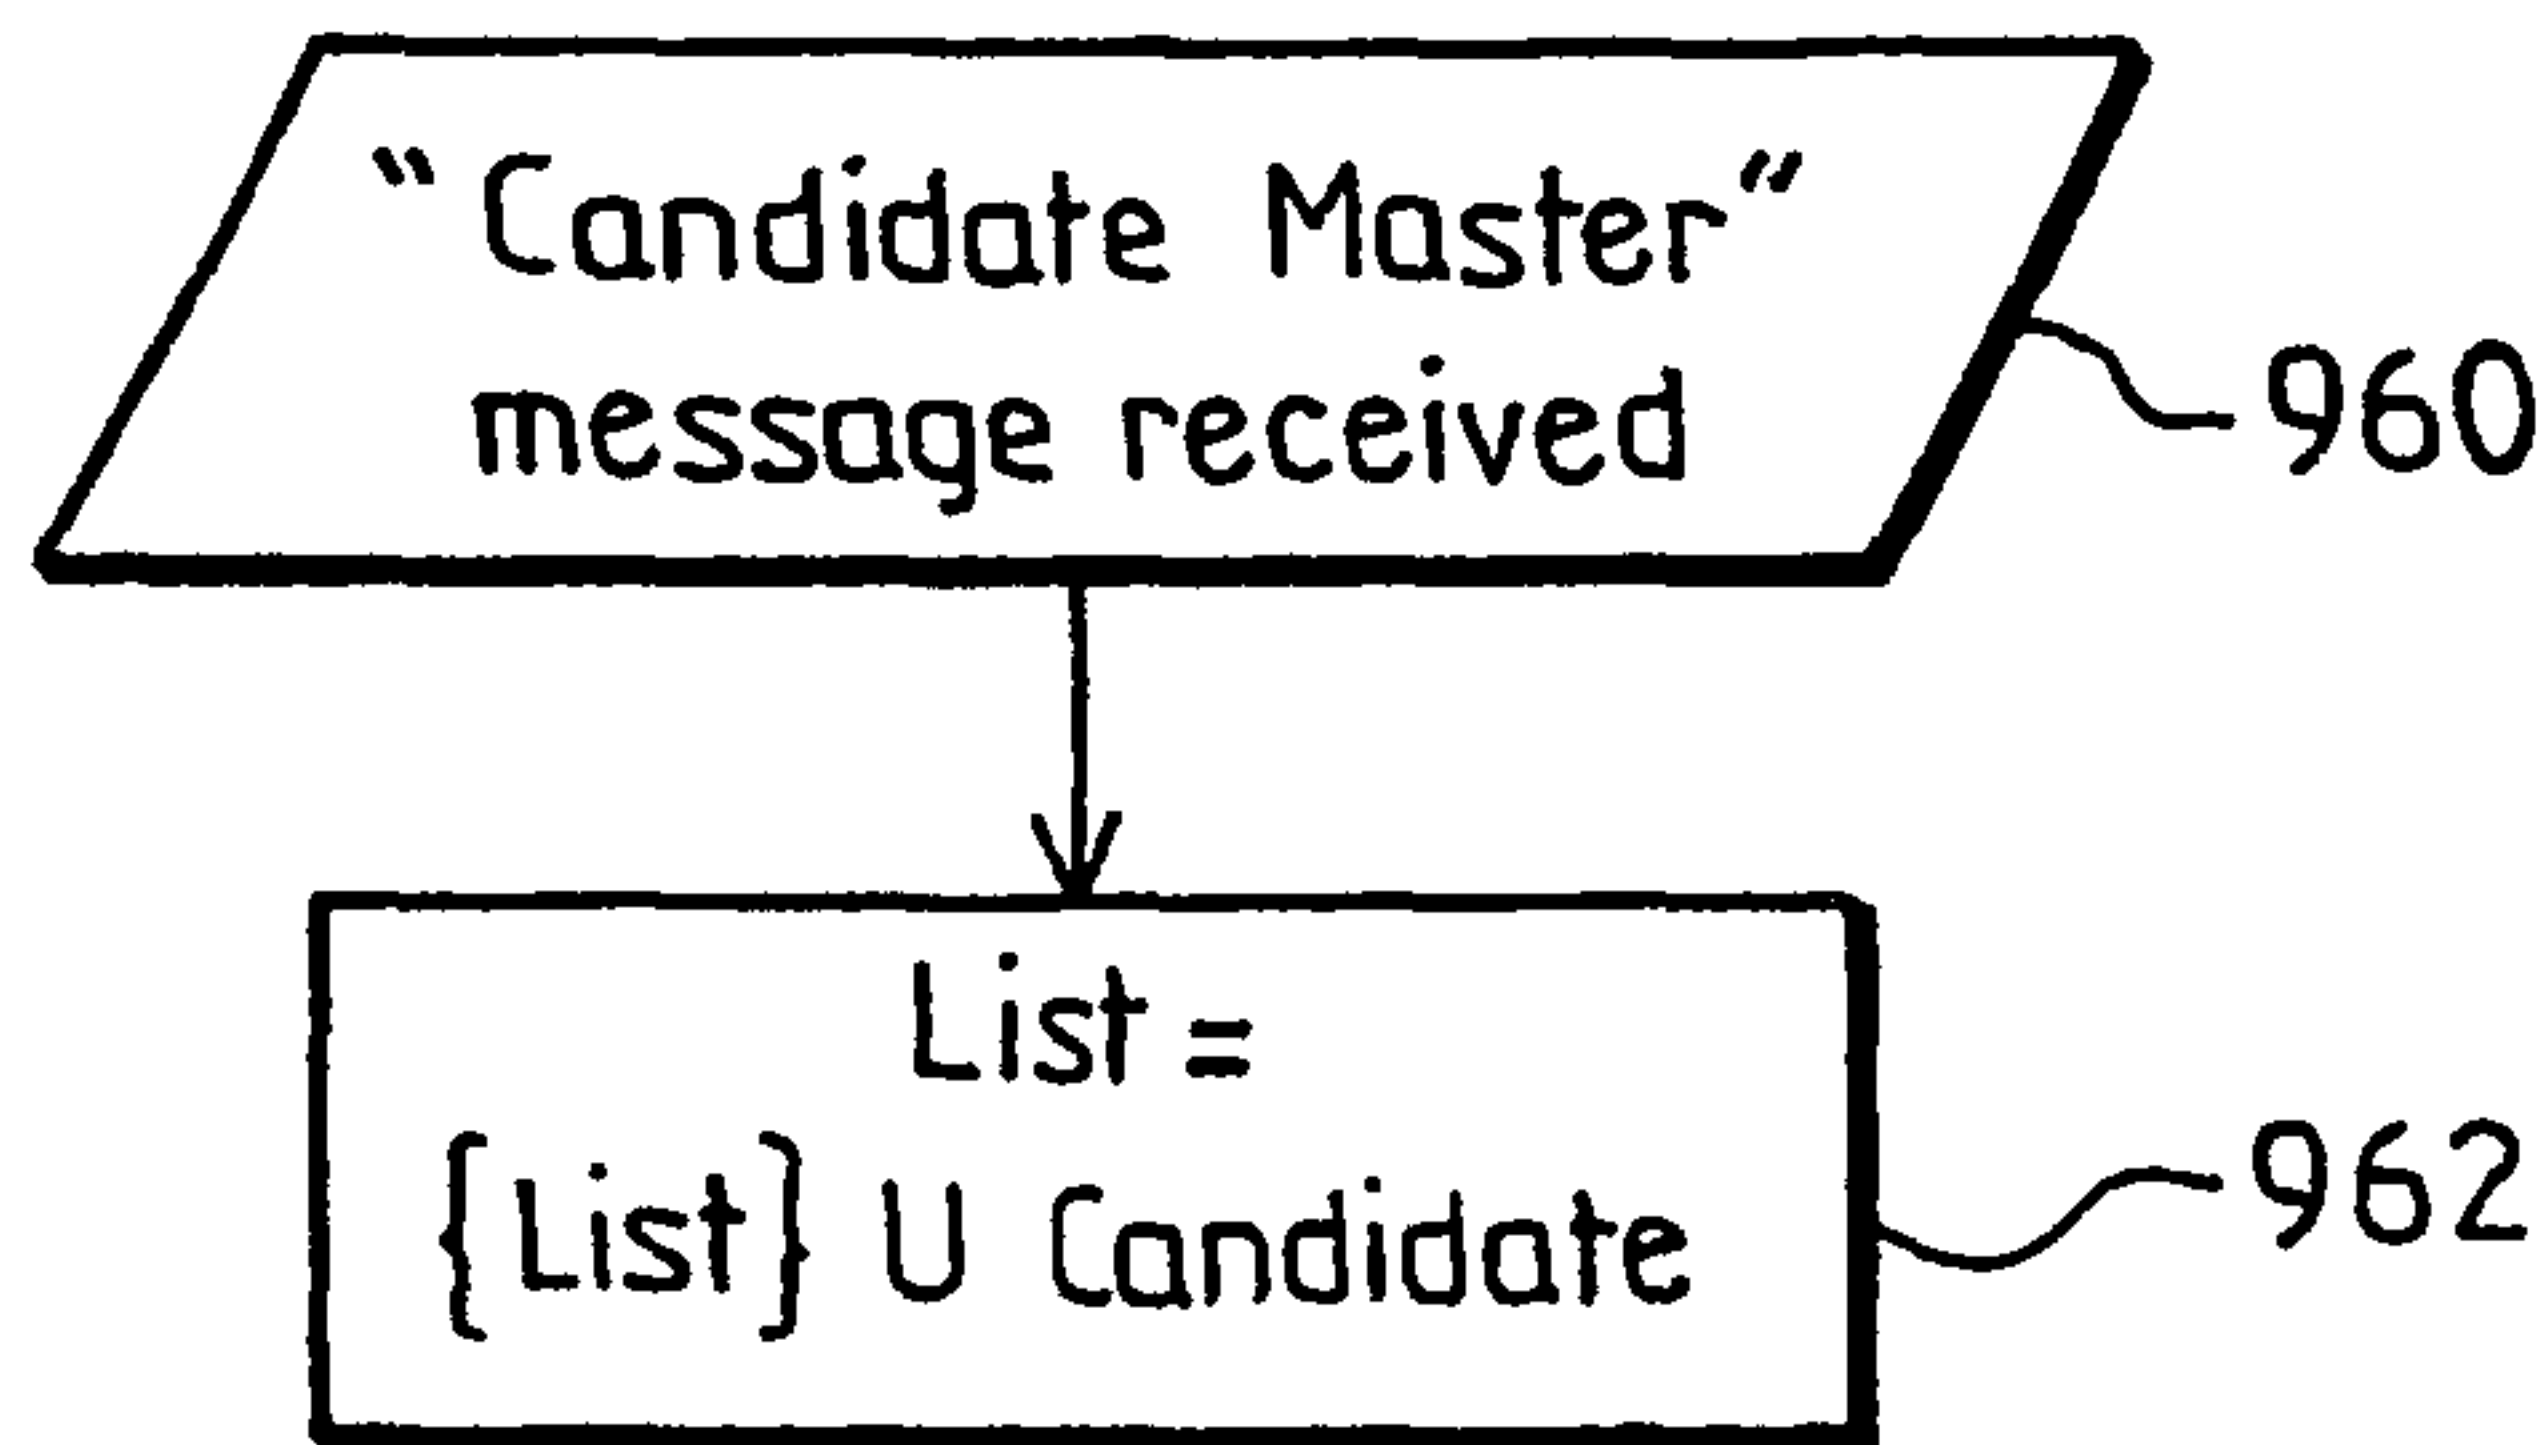 “Candidate Master”
message received
960
List =
{List} U Candidate
962